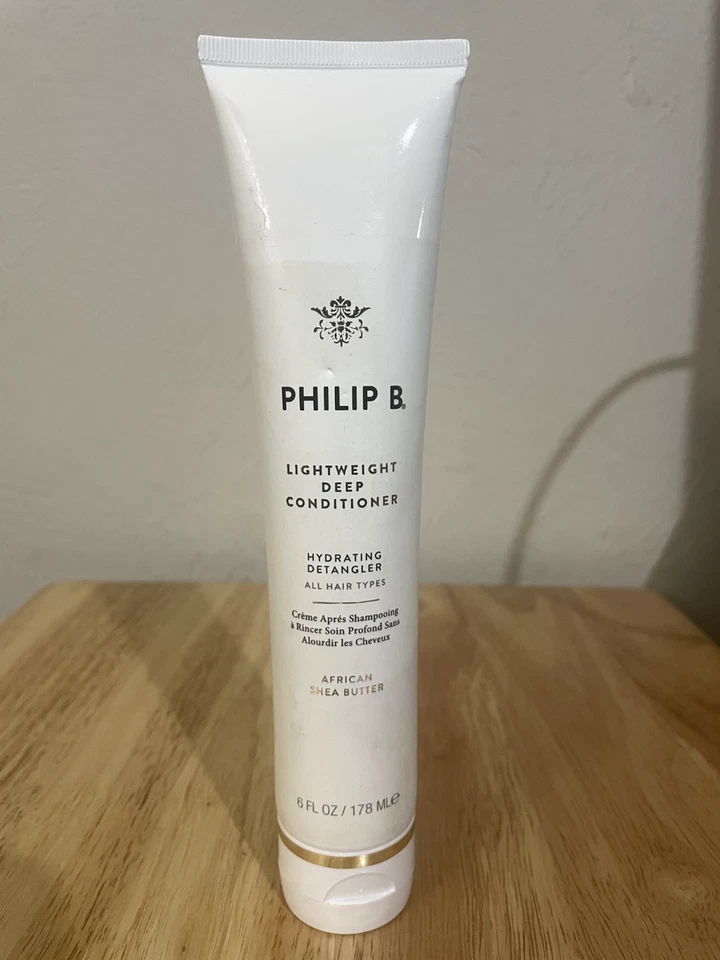 PHILIP B®
LIGHTWEIGHT
DEEP
CONDITIONER
HYDRATING
DETANGLER
ALL HAIR TYPES
Crème Aprés Shampooing
à Rincer Soin Profond Sans
Alourdir les Cheveux
AFRICAN
SHEA BUTTER
6 FL OZ / 178 ML℮